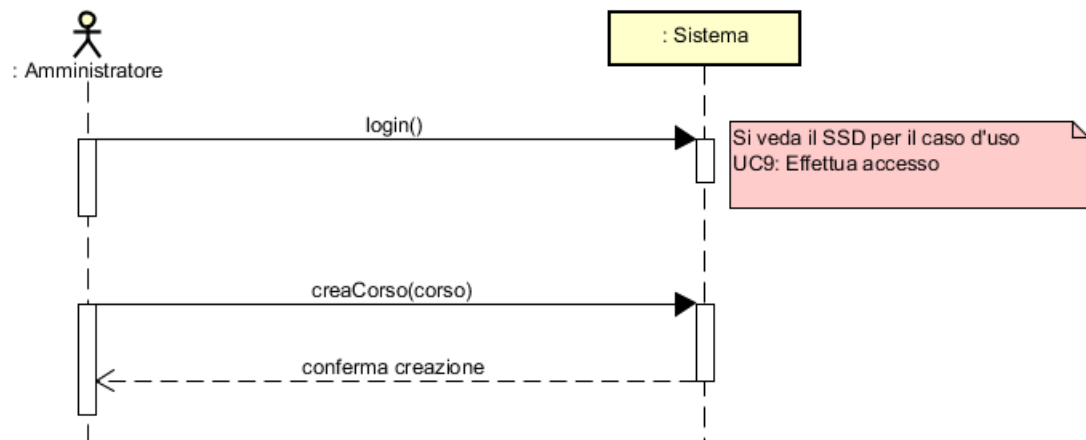 : Amministratore
: Sistema
login()
Si veda il SSD per il caso d'uso
UC9: Effettua accesso
creaCorso(corso)
conferma creazione